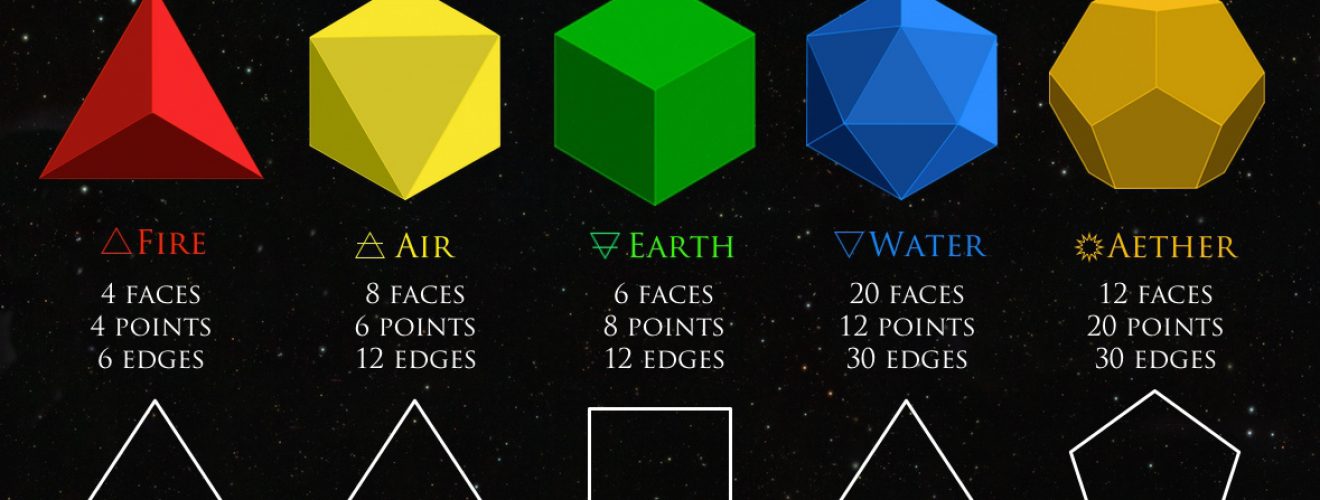 Fire
4 faces
4 points
6 edges
Air
8 faces
6 points
12 edges
Earth
6 faces
8 points
12 edges
Water
20 faces
12 points
30 edges
Aether
12 faces
20 points
30 edges